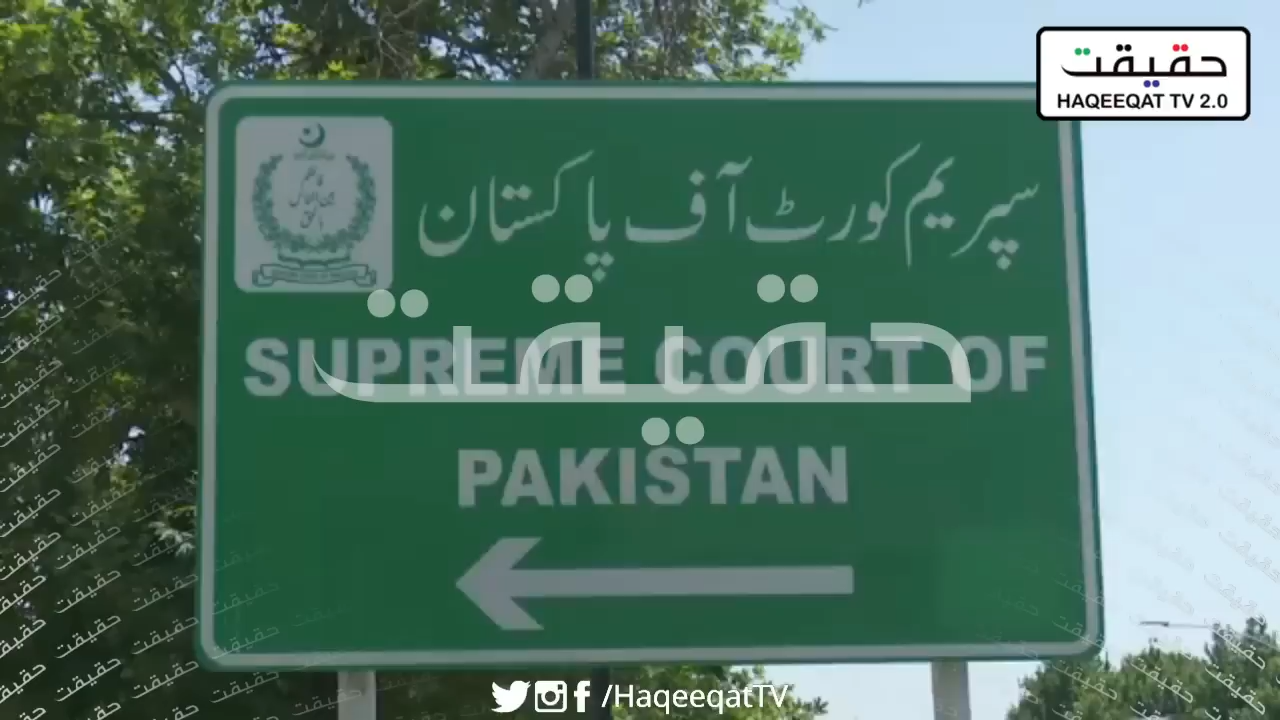 حقیقت
HAQEEQAT TV 2.0
سپریم کورٹ آف پاکستان
SUPREME COURT OF
حقیقت
PAKISTAN
/HaqeeqatTV